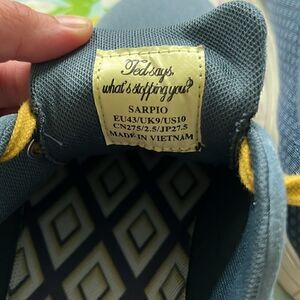 Ted says,
what's stopping you?
SARPIO
EU43/UK9/US10
CN275/2.5/JP27.5
MADE IN VIETNAM